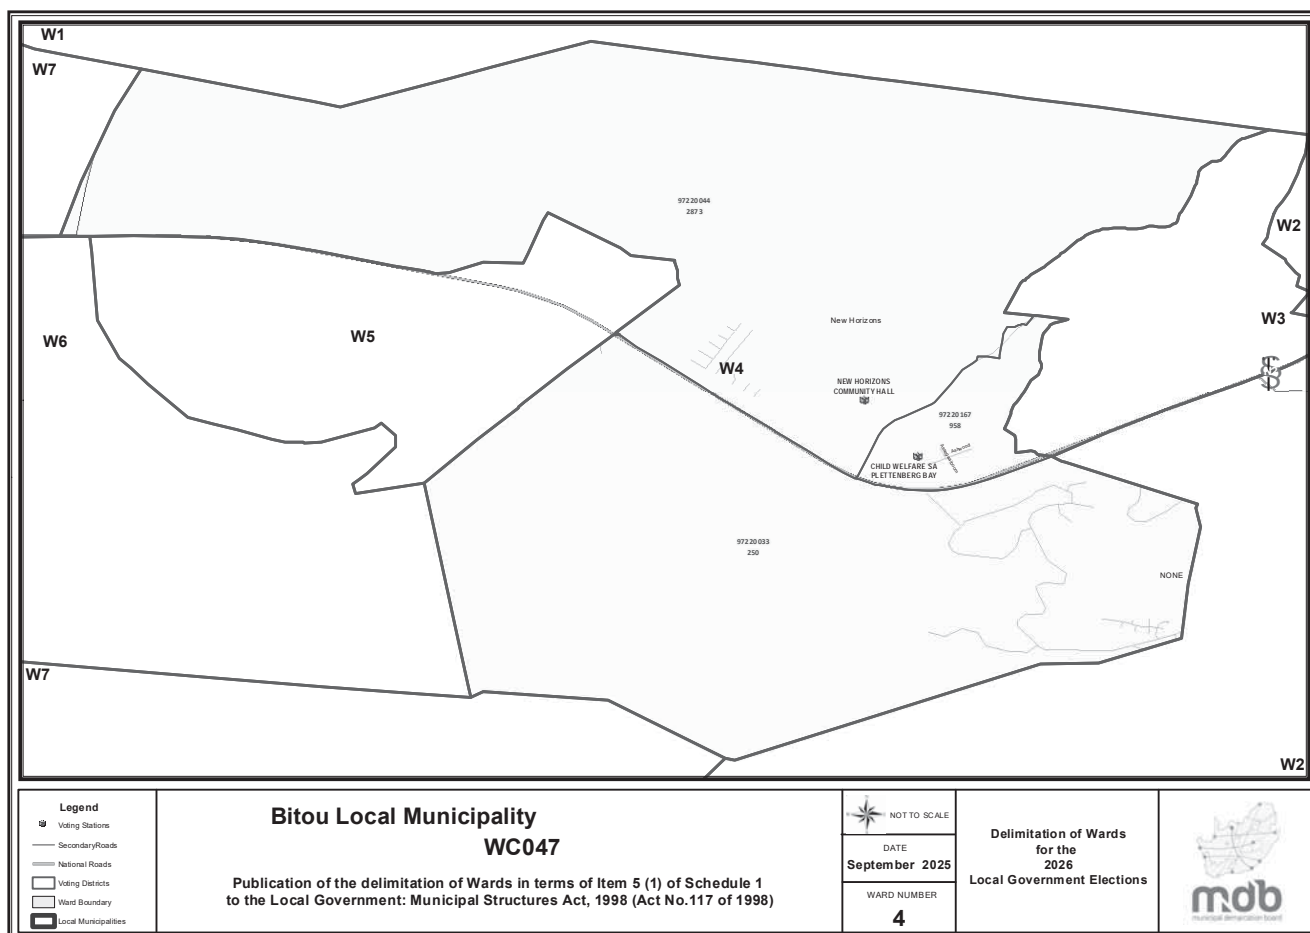 W1
W7
97220044
2873
W2
W3
New Horizons
W5
W6
W4
NEW HORIZONS
COMMUNITY HALL
97220167
958
CHILD WELFARE SA
PLETTENBERG BAY
97220033
250
NONE
W7
W2
Legend
Voting Stations
SecondaryRoads
National Roads
Voting Districts
Ward Boundary
Local Municipalities
Bitou Local Municipality
WC047
Publication of the delimitation of Wards in terms of Item 5 (1) of Schedule 1
to the Local Government: Municipal Structures Act, 1998 (Act No.117 of 1998)
NOT TO SCALE
DATE
September 2025
WARD NUMBER
4
Delimitation of Wards
for the
2026
Local Government Elections
mdb
municipal demarcation board